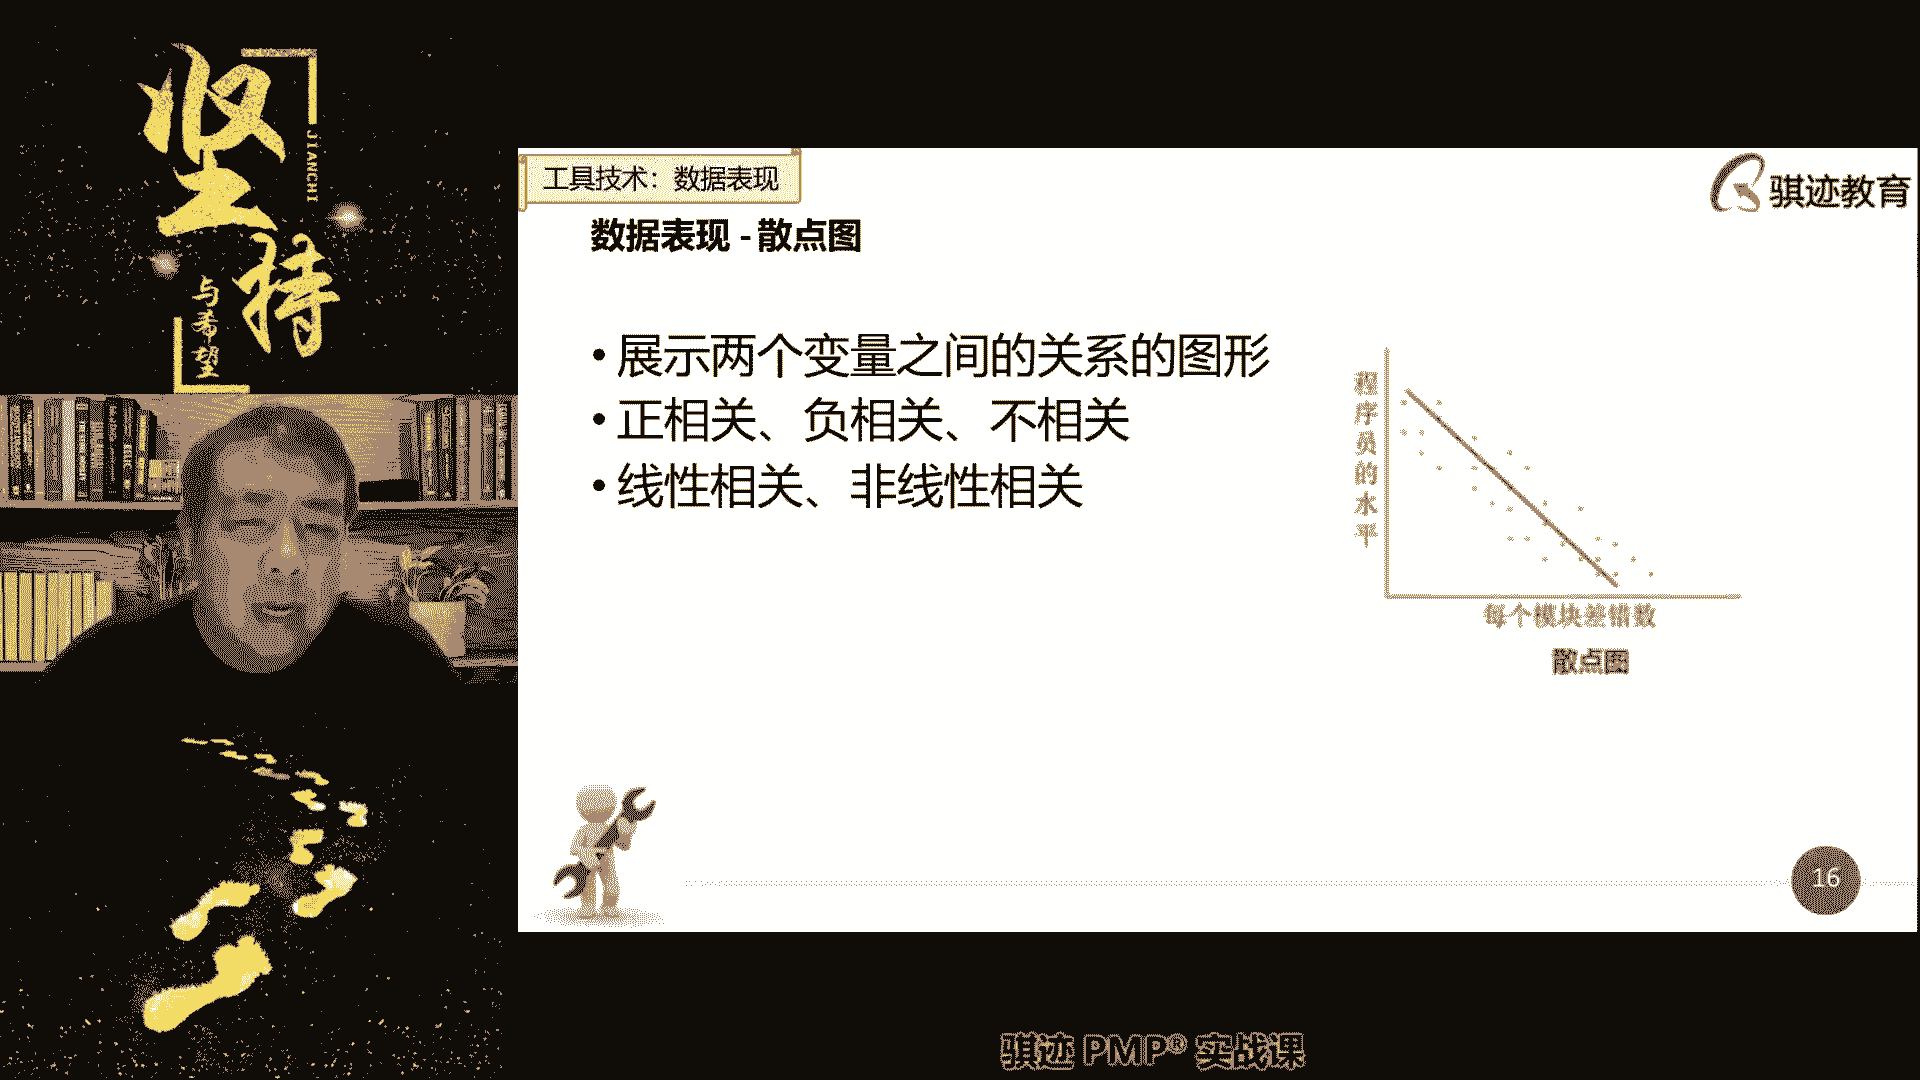 坚持
JIANCHI
与希望
工具技术：数据表现
骐迹教育
数据表现 - 散点图
• 展示两个变量之间的关系的图形
• 正相关、负相关、不相关
• 线性相关、非线性相关
程序员的水平
每个模块差错数
散点图
16
骐迹 PMP® 实战课